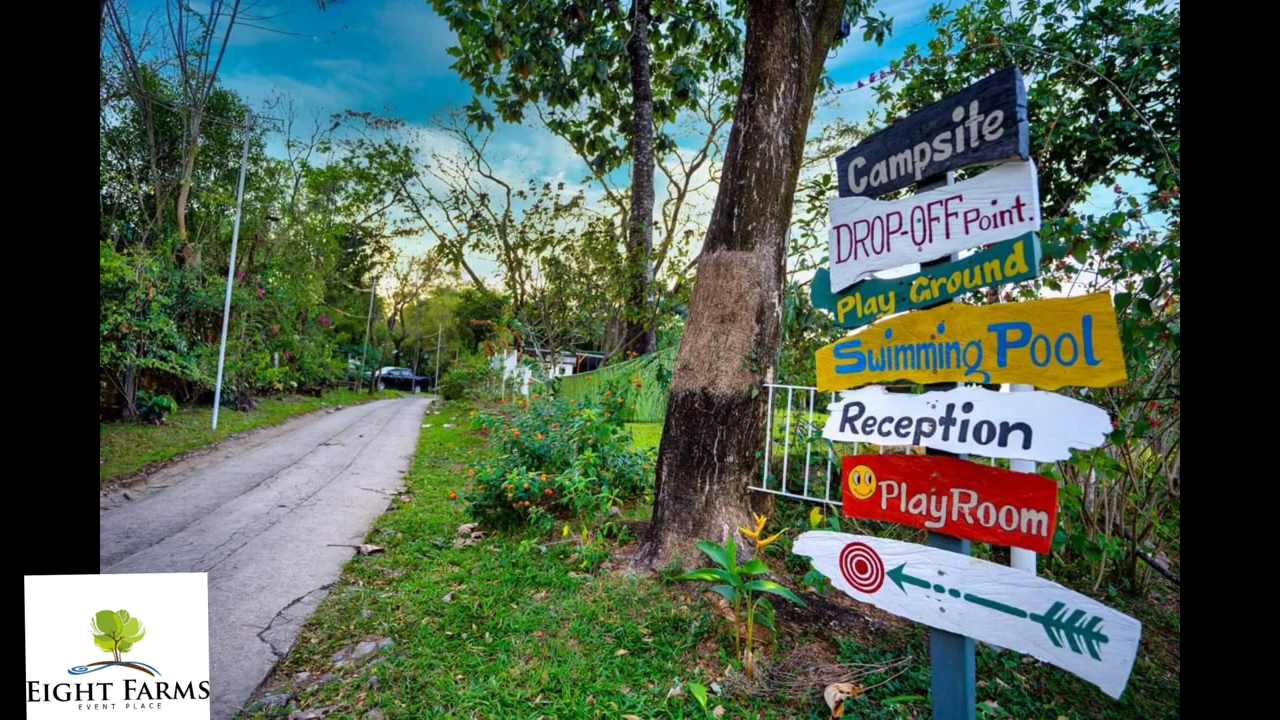 Campsite
DROP-OFF Point.
Play Ground
Swimming Pool
Reception
PlayRoom
EIGHT FARMS
EVENT PLACE